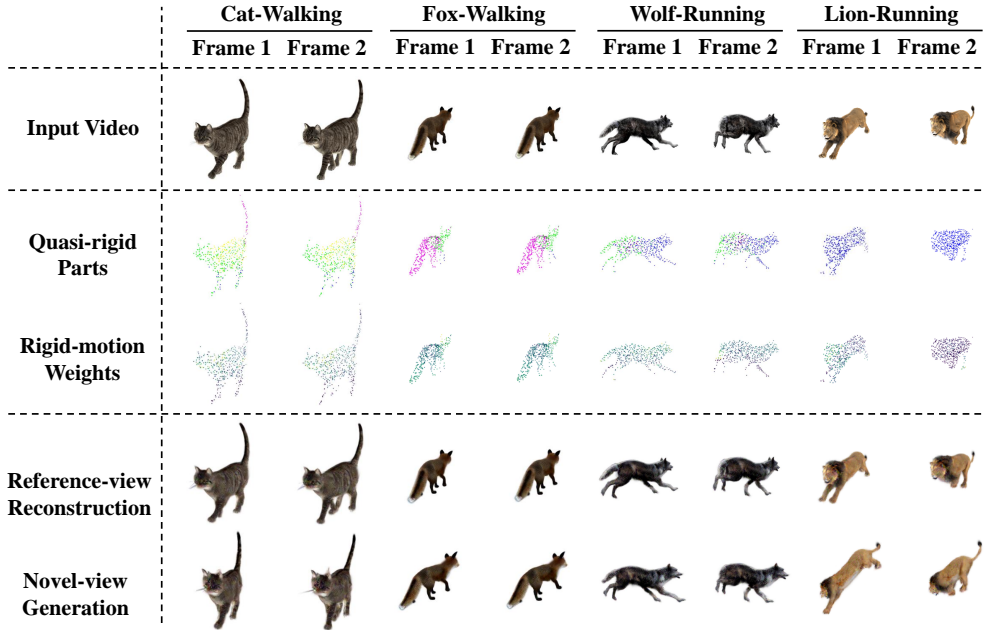 Cat-Walking Fox-Walking Wolf-Running Lion-Running
Frame 1 Frame 2 Frame 1 Frame 2 Frame 1 Frame 2 Frame 1 Frame 2
Input Video
Quasi-rigid
Parts
Rigid-motion
Weights
Reference-view
Reconstruction
Novel-view
Generation